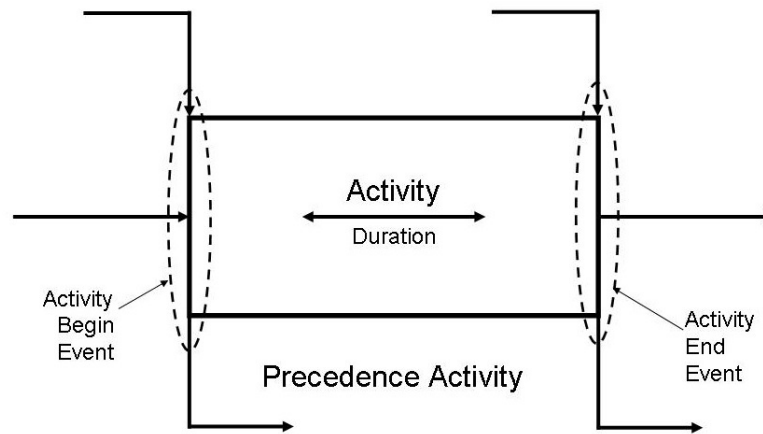 Activity
Duration
Activity
Begin
Event
Activity
End
Event
Precedence Activity